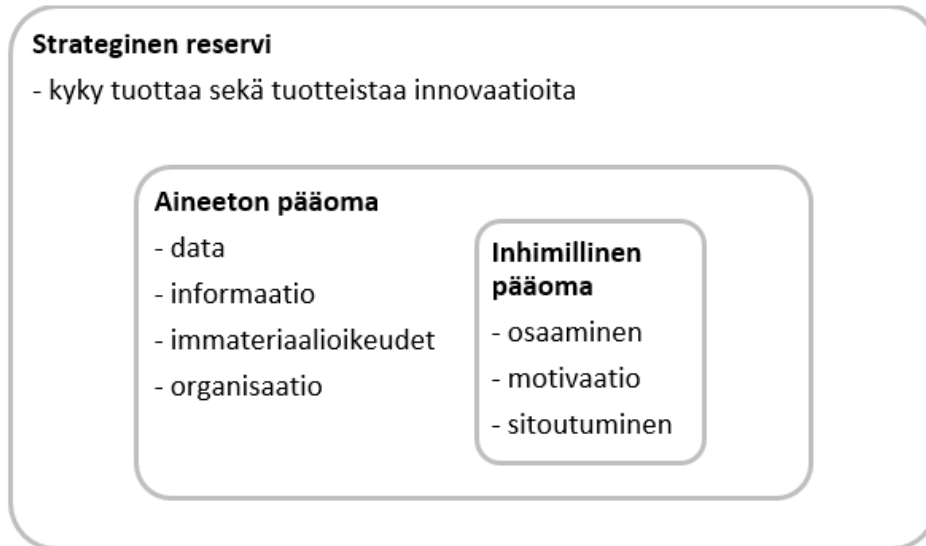 Strateginen reservi
- kyky tuottaa sekä tuotteistaa innovaatioita
Aineeton pääoma
- data
- informaatio
- immateriaalioikeudet
- organisaatio
Inhimillinen
pääoma
- osaaminen
- motivaatio
- sitoutuminen